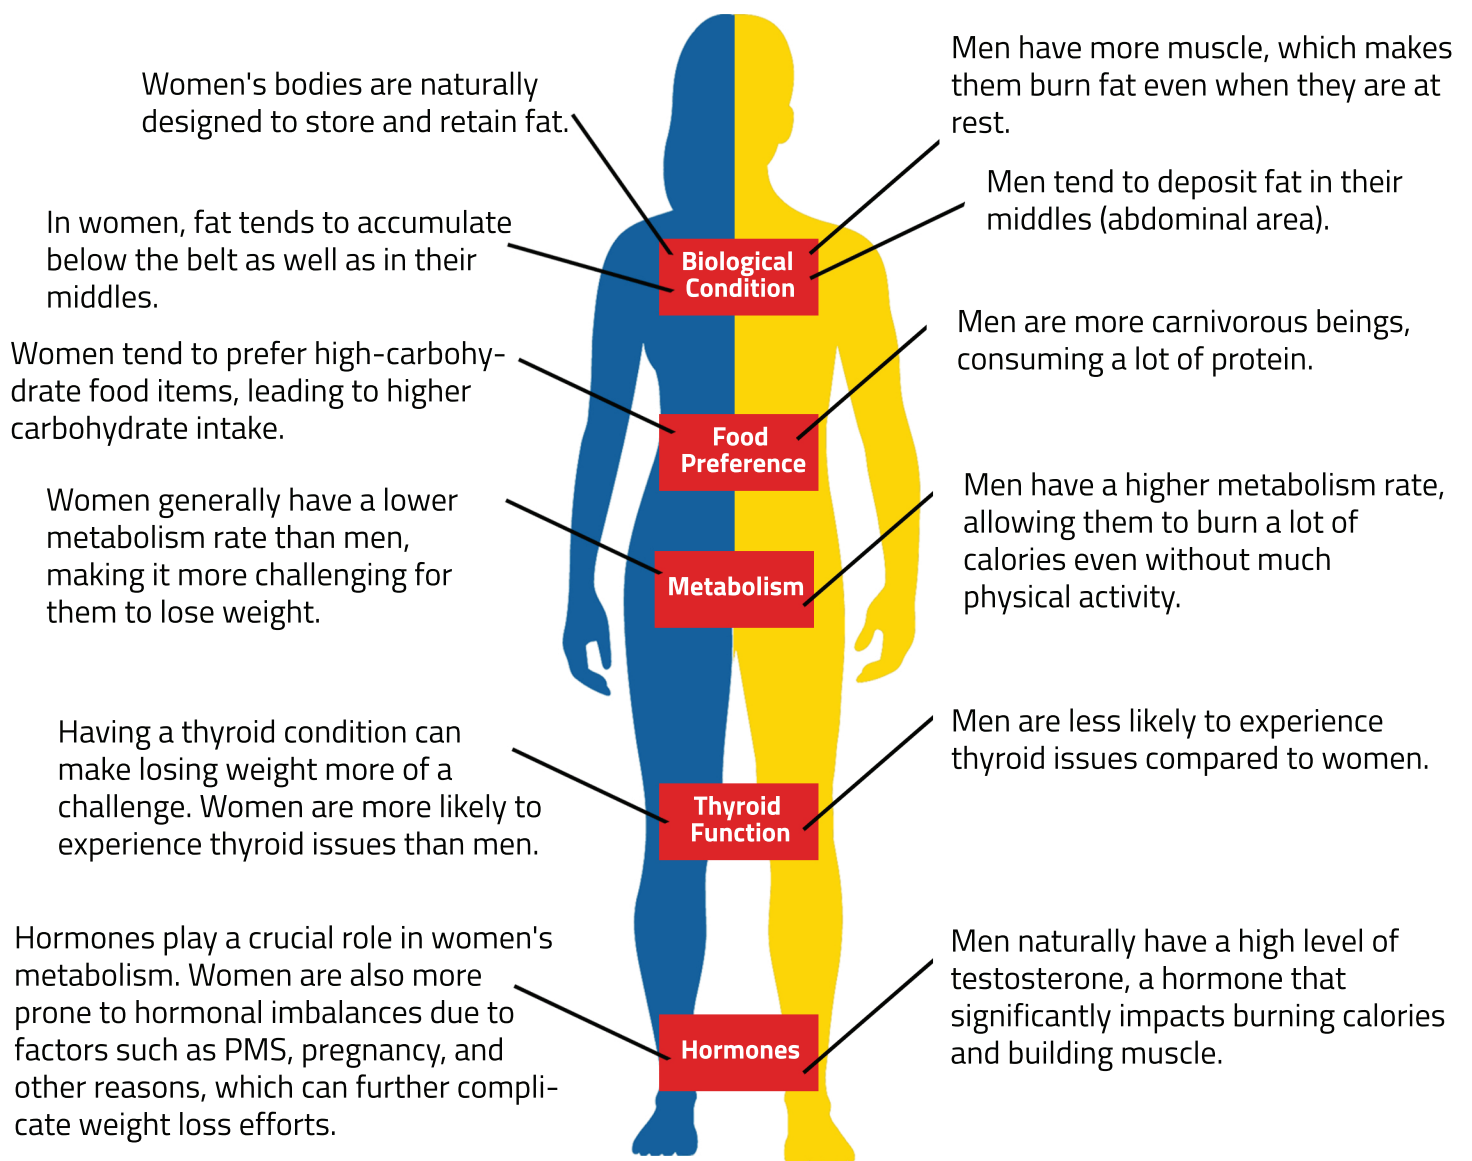 Women's bodies are naturally
designed to store and retain fat.
In women, fat tends to accumulate
below the belt as well as in their
middles.
Men have more muscle, which makes
them burn fat even when they are at
rest.
Men tend to deposit fat in their
middles (abdominal area).
Biological
Condition
Women tend to prefer high-carbohy-
drate food items, leading to higher
carbohydrate intake.
Men are more carnivorous beings,
consuming a lot of protein.
Food
Preference
Women generally have a lower
metabolism rate than men,
making it more challenging for
them to lose weight.
Men have a higher metabolism rate,
allowing them to burn a lot of
calories even without much
physical activity.
Metabolism
Having a thyroid condition can
make losing weight more of a
challenge. Women are more likely to
experience thyroid issues than men.
Men are less likely to experience
thyroid issues compared to women.
Thyroid
Function
Hormones play a crucial role in women's
metabolism. Women are also more
prone to hormonal imbalances due to
factors such as PMS, pregnancy, and
other reasons, which can further compli-
cate weight loss efforts.
Men naturally have a high level of
testosterone, a hormone that
significantly impacts burning calories
and building muscle.
Hormones